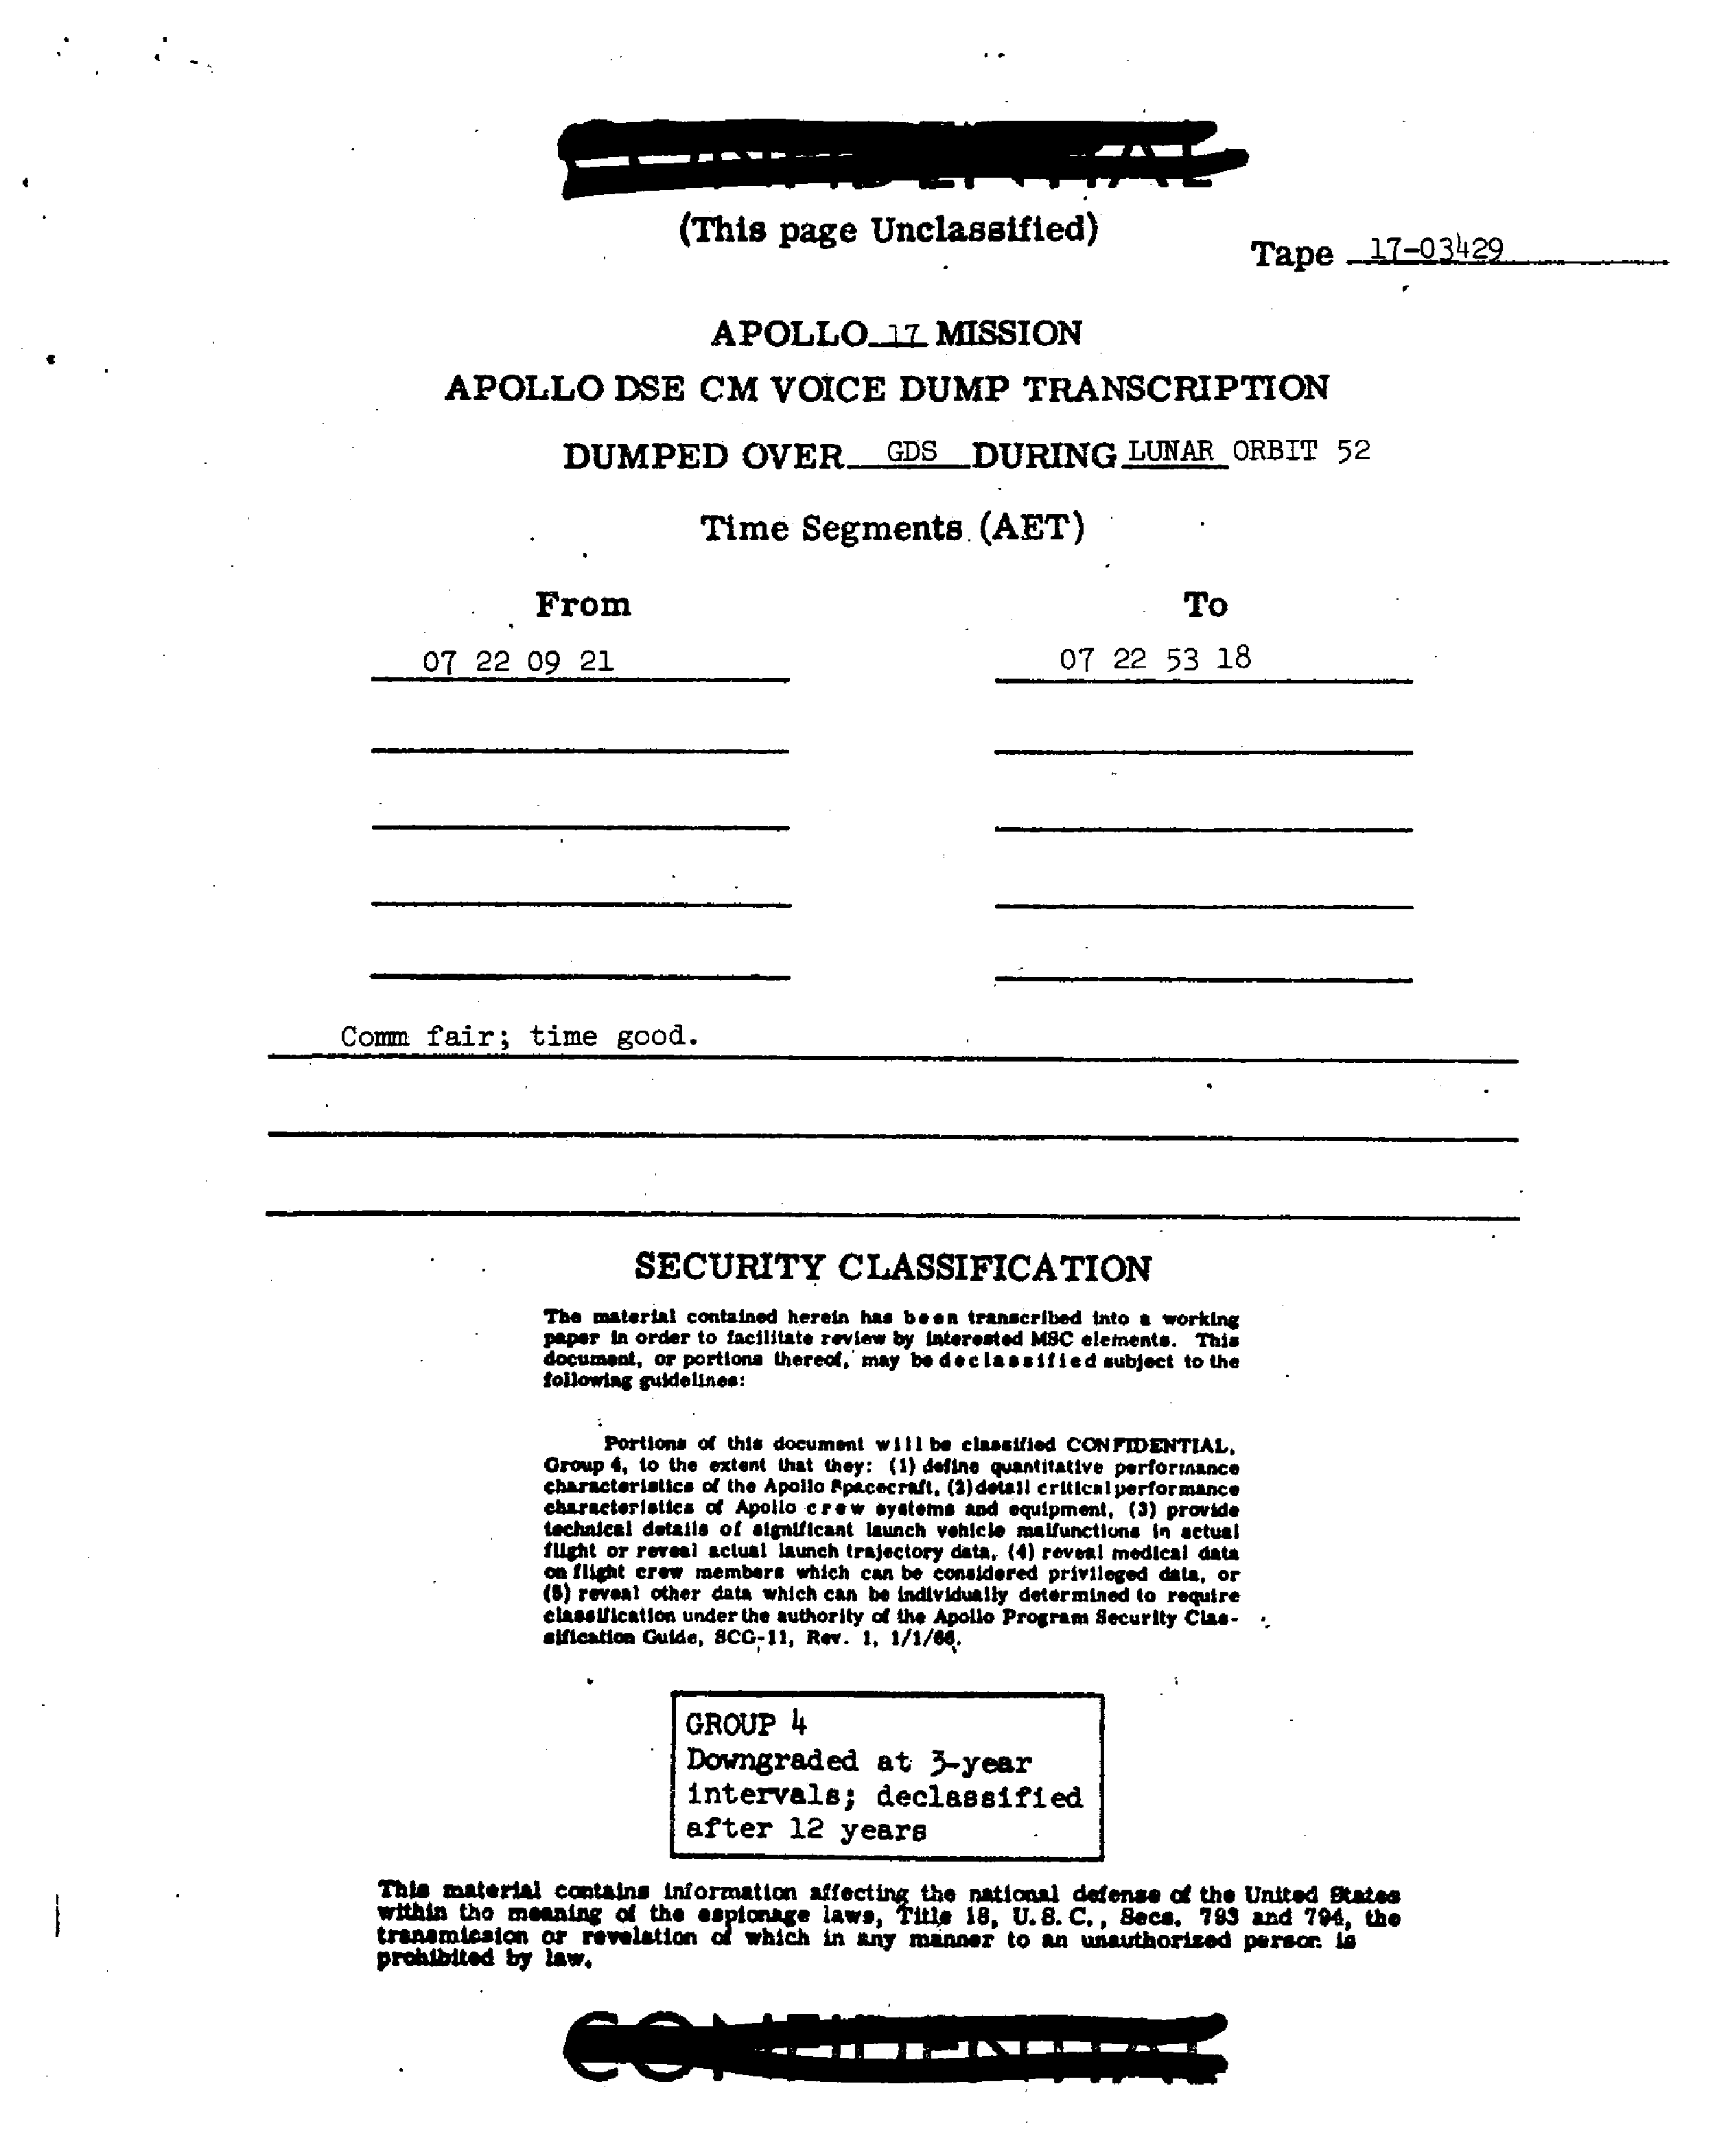 CONFIDENTIAL
(This page Unclassified)
Tape 17-03429
APOLLO 17 MISSION
APOLLO DSE CM VOICE DUMP TRANSCRIPTION
DUMPED OVER GDS DURING LUNAR ORBIT 52
Time Segments (AET)
From To
07 22 09 21 07 22 53 18
Comm fair; time good.
SECURITY CLASSIFICATION
The material contained herein has been transcribed into a working
paper in order to facilitate review by interested MSC elements. This
document, or portions thereof, may be declassified subject to the
following guidelines:
Portions of this document will be classified CONFIDENTIAL,
Group 4, to the extent that they: (1) define quantitative performance
characteristics of the Apollo Spacecraft, (2) detail critical performance
characteristics of Apollo crew systems and equipment, (3) provide
technical details of significant launch vehicle malfunctions in actual
flight or reveal actual launch trajectory data, (4) reveal medical data
on flight crew members which can be considered privileged data, or
(5) reveal other data which can be individually determined to require
classification under the authority of the Apollo Program Security Clas-
sification Guide, SCG-11, Rev. 1, 1/1/66.
GROUP 4
Downgraded at 3-year
intervals; declassified
after 12 years
This material contains information affecting the national defense of the United States
within the meaning of the espionage laws, Title 18, U.S.C., Secs. 793 and 794, the
transmission or revelation of which in any manner to an unauthorized person is
prohibited by law.
CONFIDENTIAL